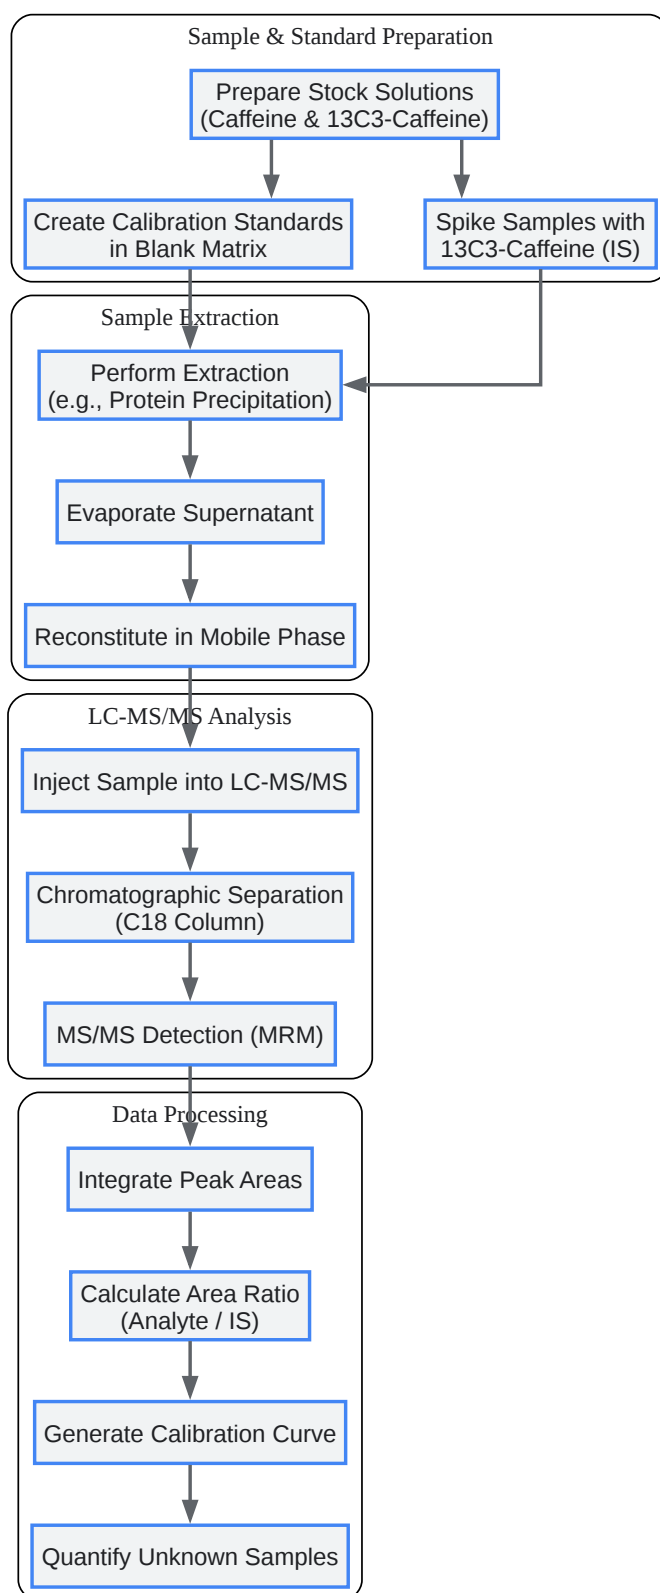 Sample & Standard Preparation
Prepare Stock Solutions
(Caffeine & 13C3-Caffeine)
Create Calibration Standards
in Blank Matrix
Spike Samples with
13C3-Caffeine (IS)
Sample Extraction
Perform Extraction
(e.g., Protein Precipitation)
Evaporate Supernatant
Reconstitute in Mobile Phase
LC-MS/MS Analysis
Inject Sample into LC-MS/MS
Chromatographic Separation
(C18 Column)
MS/MS Detection (MRM)
Data Processing
Integrate Peak Areas
Calculate Area Ratio
(Analyte / IS)
Generate Calibration Curve
Quantify Unknown Samples